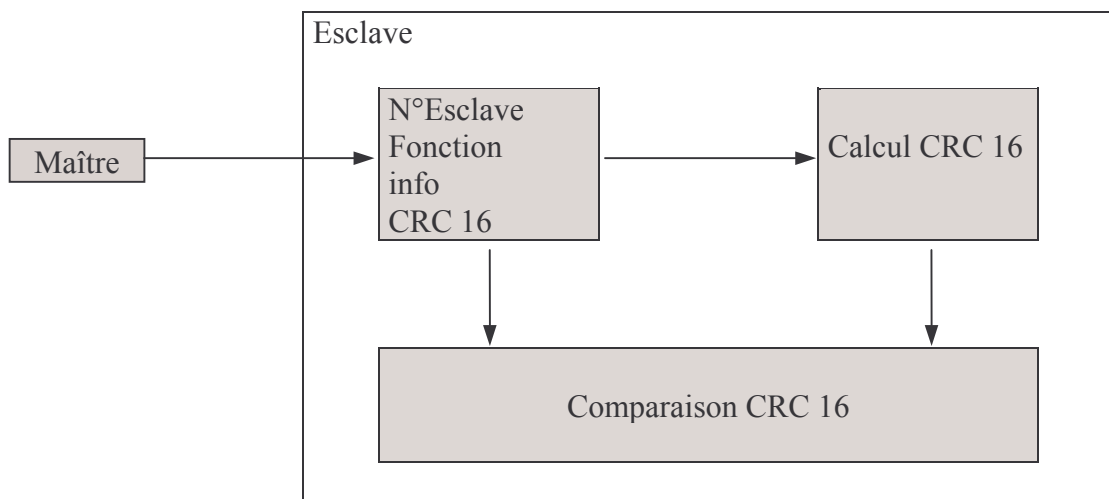 Esclave
Maître
N°Esclave
Fonction
info
CRC 16
Calcul CRC 16
Comparaison CRC 16